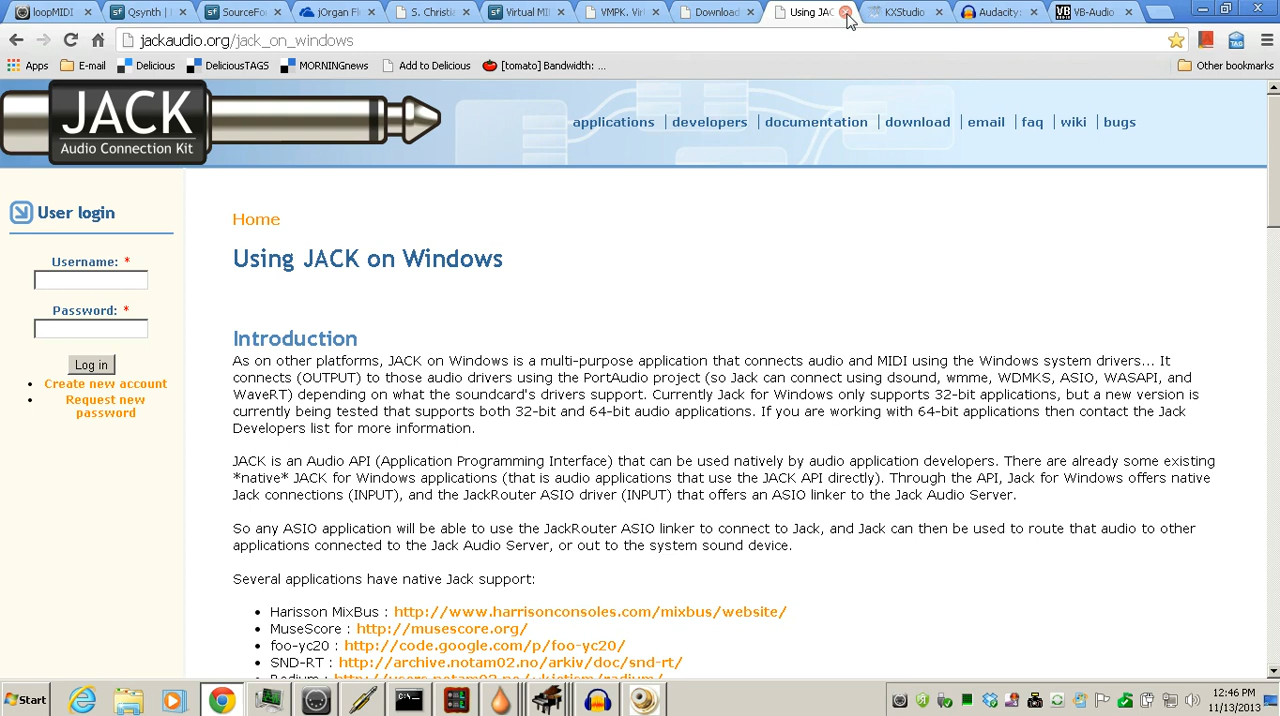 loopMIDI
Qsynth |
SourceFo
jOrgan Fi
S. Christia
Virtual MI
VMPK. Vir
Download
Using JAC
KXStudio
Audacity:
VB-Audio
jackaudio.org/jack_on_windows
Apps
E-mail
Delicious
DeliciousTAGS
MORNINGnews
Add to Delicious
[tomato] Bandwidth: ...
Other bookmarks
JACK
Audio Connection Kit
applications
developers
documentation
download
email
faq
wiki
bugs
User login
Username: *
Password: *
Log in
Create new account
Request new
password
Home
Using JACK on Windows
Introduction
As on other platforms, JACK on Windows is a multi-purpose application that connects audio and MIDI using the Windows system drivers... It
connects (OUTPUT) to those audio drivers using the PortAudio project (so Jack can connect using dsound, wmme, WDMKS, ASIO, WASAPI, and
WaveRT) depending on what the soundcard's drivers support. Currently Jack for Windows only supports 32-bit applications, but a new version is
currently being tested that supports both 32-bit and 64-bit audio applications. If you are working with 64-bit applications then contact the Jack
Developers list for more information.
JACK is an Audio API (Application Programming Interface) that can be used natively by audio application developers. There are already some existing
*native* JACK for Windows applications (that is audio applications that use the JACK API directly). Through the API, Jack for Windows offers native
Jack connections (INPUT), and the JackRouter ASIO driver (INPUT) that offers an ASIO linker to the Jack Audio Server.
So any ASIO application will be able to use the JackRouter ASIO linker to connect to Jack, and Jack can then be used to route that audio to other
applications connected to the Jack Audio Server, or out to the system sound device.
Several applications have native Jack support:
Harisson MixBus : http://www.harrisonconsoles.com/mixbus/website/
MuseScore : http://musescore.org/
foo-yc20 : http://code.google.com/p/foo-yc20/
SND-RT : http://archive.notam02.no/arkiv/doc/snd-rt/
Start
12:46 PM
11/13/2013